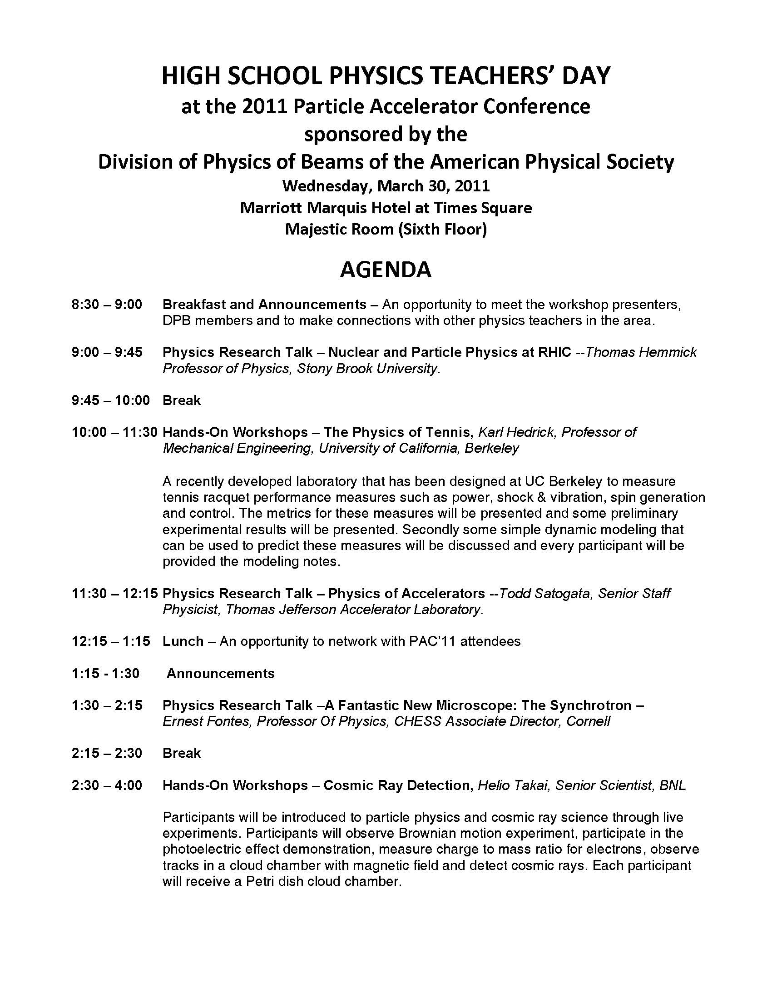 HIGH SCHOOL PHYSICS TEACHERS’ DAY
at the 2011 Particle Accelerator Conference
sponsored by the
Division of Physics of Beams of the American Physical Society
Wednesday, March 30, 2011
Marriott Marquis Hotel at Times Square
Majestic Room (Sixth Floor)
AGENDA
8:30 – 9:00 Breakfast and Announcements – An opportunity to meet the workshop presenters,
DPB members and to make connections with other physics teachers in the area.
9:00 – 9:45 Physics Research Talk – Nuclear and Particle Physics at RHIC --Thomas Hemmick
Professor of Physics, Stony Brook University.
9:45 – 10:00 Break
10:00 – 11:30 Hands-On Workshops – The Physics of Tennis, Karl Hedrick, Professor of
Mechanical Engineering, University of California, Berkeley
A recently developed laboratory that has been designed at UC Berkeley to measure
tennis racquet performance measures such as power, shock & vibration, spin generation
and control. The metrics for these measures will be presented and some preliminary
experimental results will be presented. Secondly some simple dynamic modeling that
can be used to predict these measures will be discussed and every participant will be
provided the modeling notes.
11:30 – 12:15 Physics Research Talk – Physics of Accelerators --Todd Satogata, Senior Staff
Physicist, Thomas Jefferson Accelerator Laboratory.
12:15 – 1:15 Lunch – An opportunity to network with PAC’11 attendees
1:15 - 1:30 Announcements
1:30 – 2:15 Physics Research Talk –A Fantastic New Microscope: The Synchrotron –
Ernest Fontes, Professor Of Physics, CHESS Associate Director, Cornell
2:15 – 2:30 Break
2:30 – 4:00 Hands-On Workshops – Cosmic Ray Detection, Helio Takai, Senior Scientist, BNL
Participants will be introduced to particle physics and cosmic ray science through live
experiments. Participants will observe Brownian motion experiment, participate in the
photoelectric effect demonstration, measure charge to mass ratio for electrons, observe
tracks in a cloud chamber with magnetic field and detect cosmic rays. Each participant
will receive a Petri dish cloud chamber.